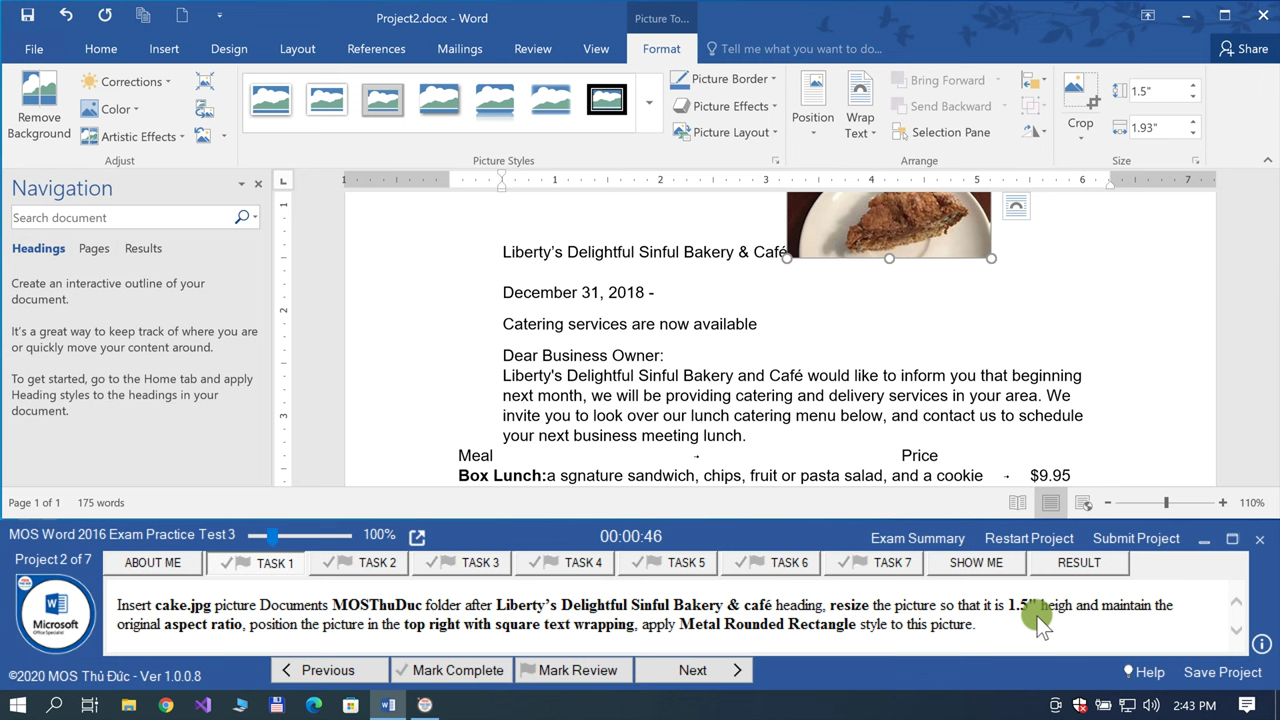 Project2.docx - Word
Picture To...
File
Home
Insert
Design
Layout
References
Mailings
Review
View
Format
Tell me what you want to do...
Share
Remove
Background
Corrections
Color
Artistic Effects
Picture Border
Picture Effects
Picture Layout
Position
Wrap
Text
Bring Forward
Send Backward
Selection Pane
Crop
1.5"
1.93"
Adjust
Picture Styles
Arrange
Size
1 1 2 3 4 5 6 7
Navigation
Search document
Headings
Pages
Results
Create an interactive outline of your
document.
It's a great way to keep track of where you are
or quickly move your content around.
To get started, go to the Home tab and apply
Heading styles to the headings in your
document.
1
2
3
Liberty’s Delightful Sinful Bakery & Café
December 31, 2018 -
Catering services are now available
Dear Business Owner:
Liberty's Delightful Sinful Bakery and Café would like to inform you that beginning
next month, we will be providing catering and delivery services in your area. We
invite you to look over our lunch catering menu below, and contact us to schedule
your next business meeting lunch.
Meal → Price
Box Lunch:a sgnature sandwich, chips, fruit or pasta salad, and a cookie → $9.95
Page 1 of 1
175 words
110%
MOS Word 2016 Exam Practice Test 3
100%
00:00:46
Exam Summary
Restart Project
Submit Project
Project 2 of 7
ABOUT ME
TASK 1
TASK 2
TASK 3
TASK 4
TASK 5
TASK 6
TASK 7
SHOW ME
RESULT
Microsoft
Office Specialist
Insert cake.jpg picture Documents MOSThuDuc folder after Liberty’s Delightful Sinful Bakery & café heading, resize the picture so that it is 1.5" heigh and maintain the
original aspect ratio, position the picture in the top right with square text wrapping, apply Metal Rounded Rectangle style to this picture.
©2020 MOS Thủ Đức - Ver 1.0.0.8
Previous
Mark Complete
Mark Review
Next
Help
Save Project
2:43 PM